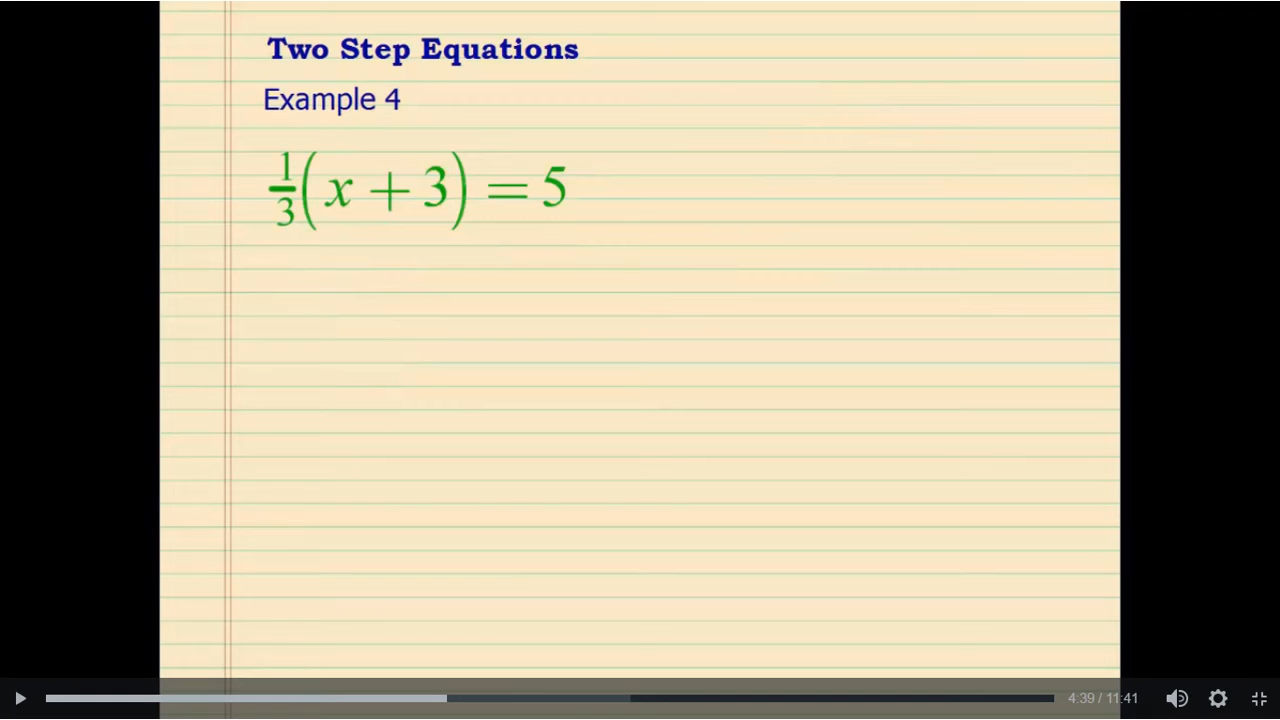 Two Step Equations
Example 4
1/3(x + 3) = 5
4:39 / 11:41